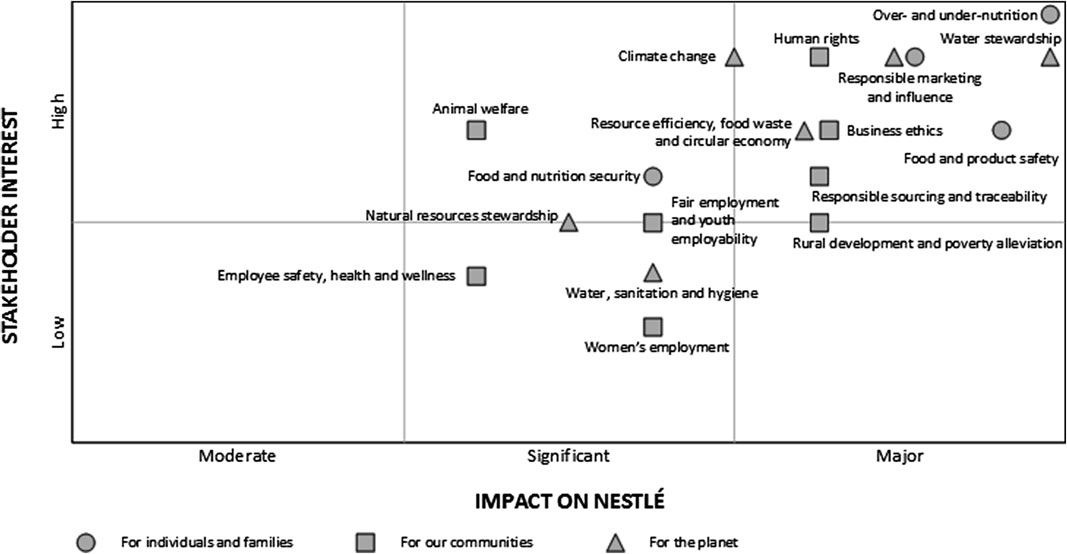 Over- and under-nutrition
Human rights
Water stewardship
Climate change
Responsible marketing
and influence
Animal welfare
Resource efficiency, food waste
and circular economy
Business ethics
Food and product safety
Food and nutrition security
Responsible sourcing and traceability
Fair employment
and youth
employability
Natural resources stewardship
Rural development and poverty alleviation
Employee safety, health and wellness
Water, sanitation and hygiene
Women's employment
STAKEHOLDER INTEREST
High
Low
Moderate
Significant
Major
IMPACT ON NESTLÉ
For individuals and families
For our communities
For the planet